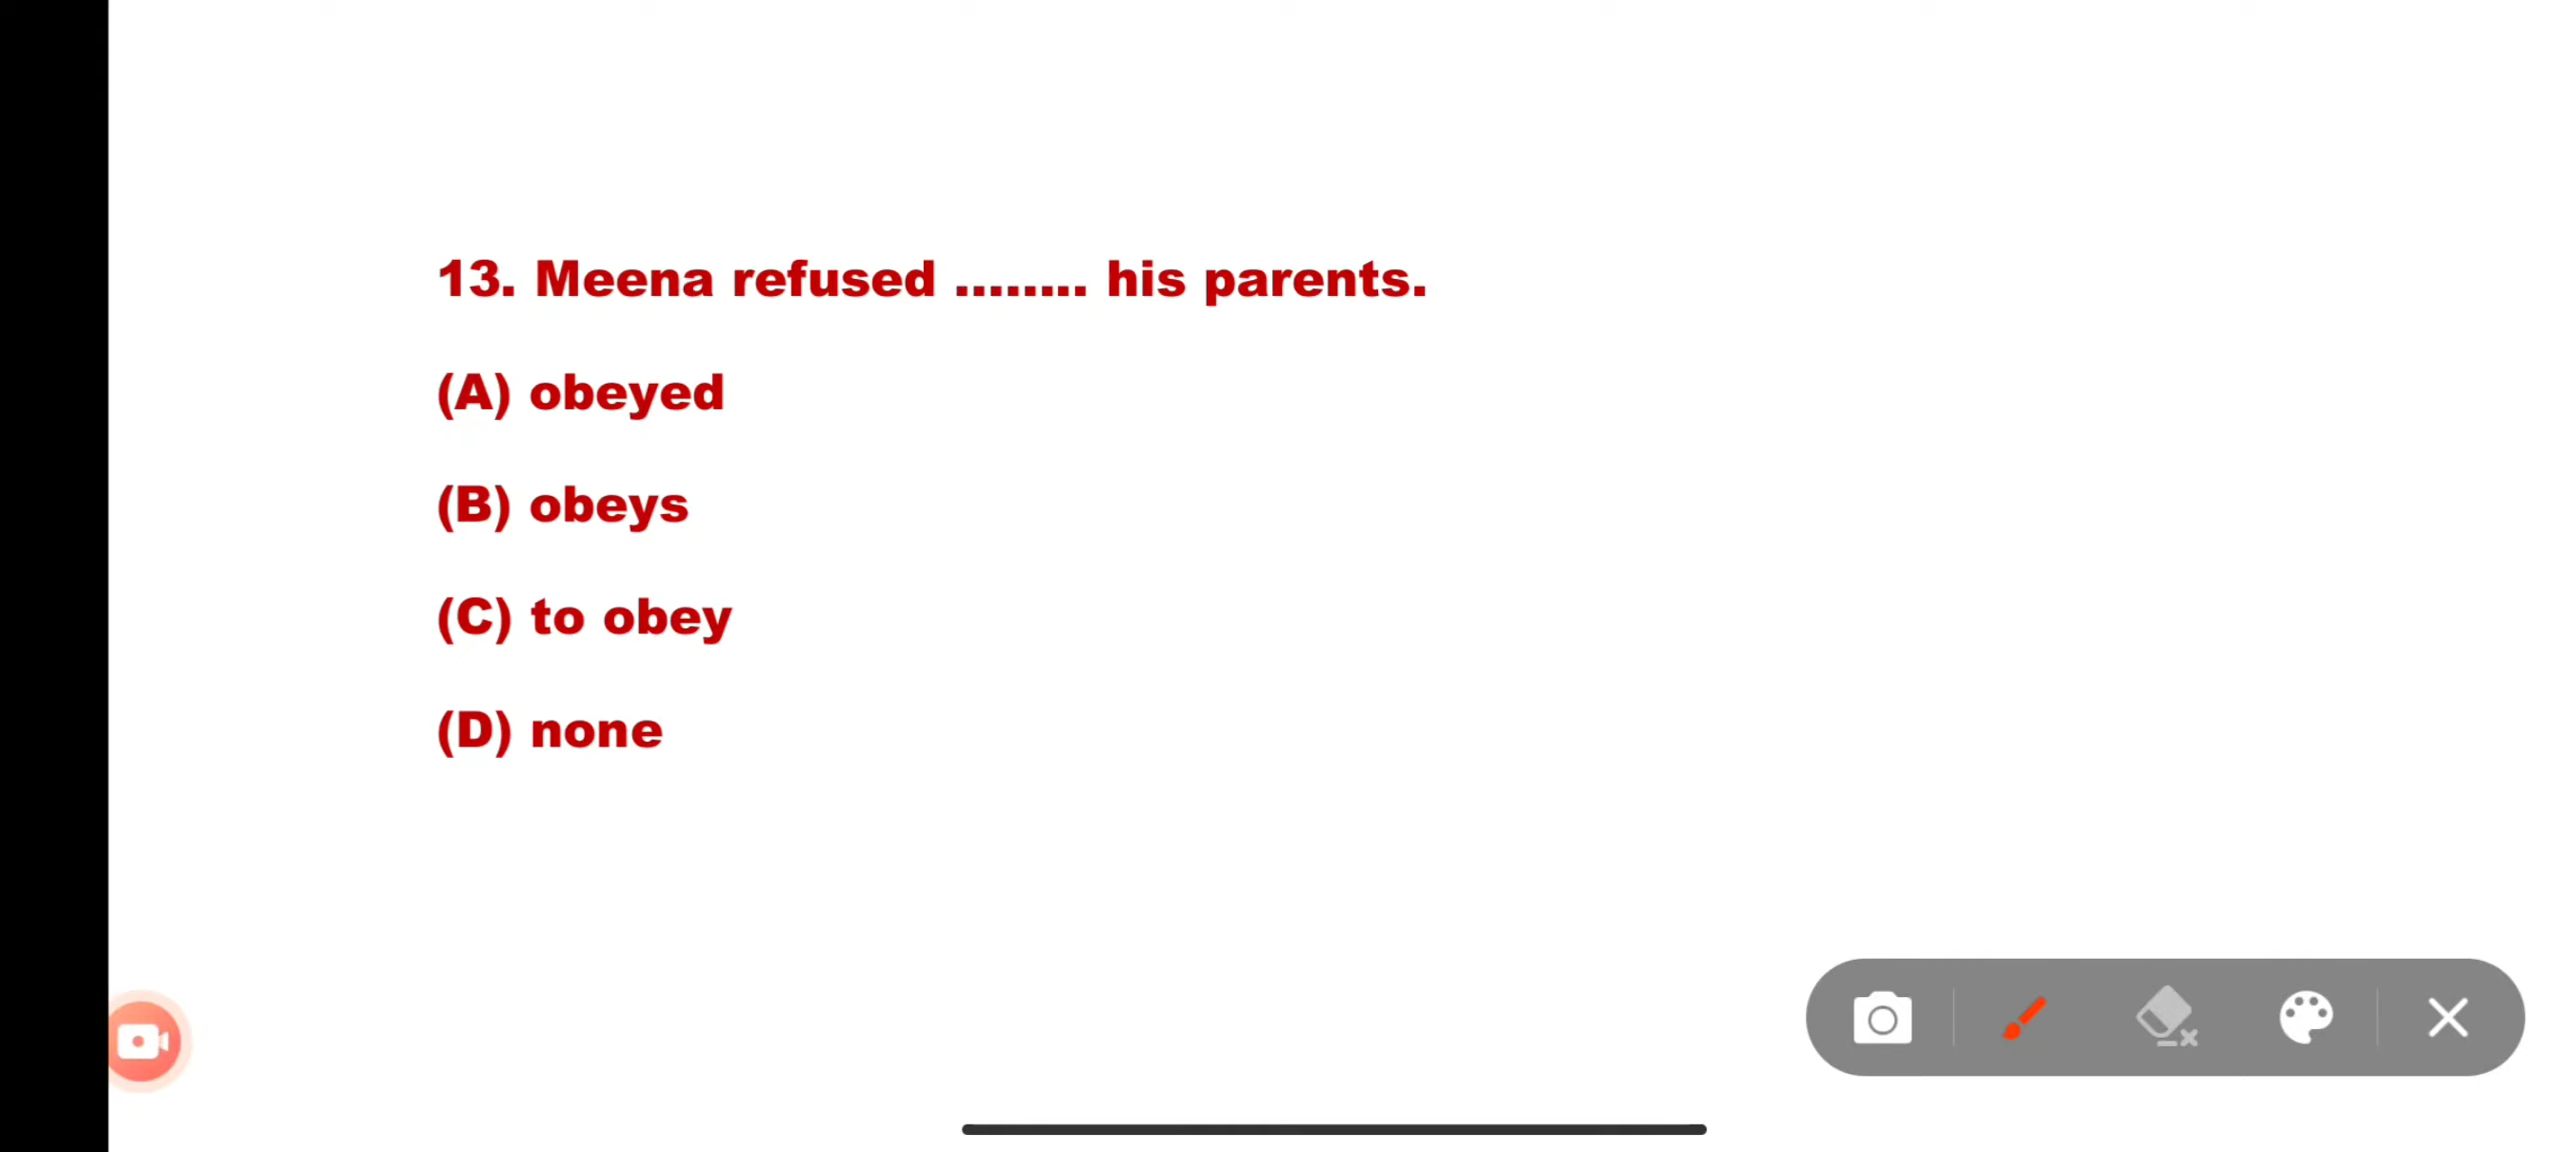 13. Meena refused ........ his parents.
(A) obeyed
(B) obeys
(C) to obey
(D) none